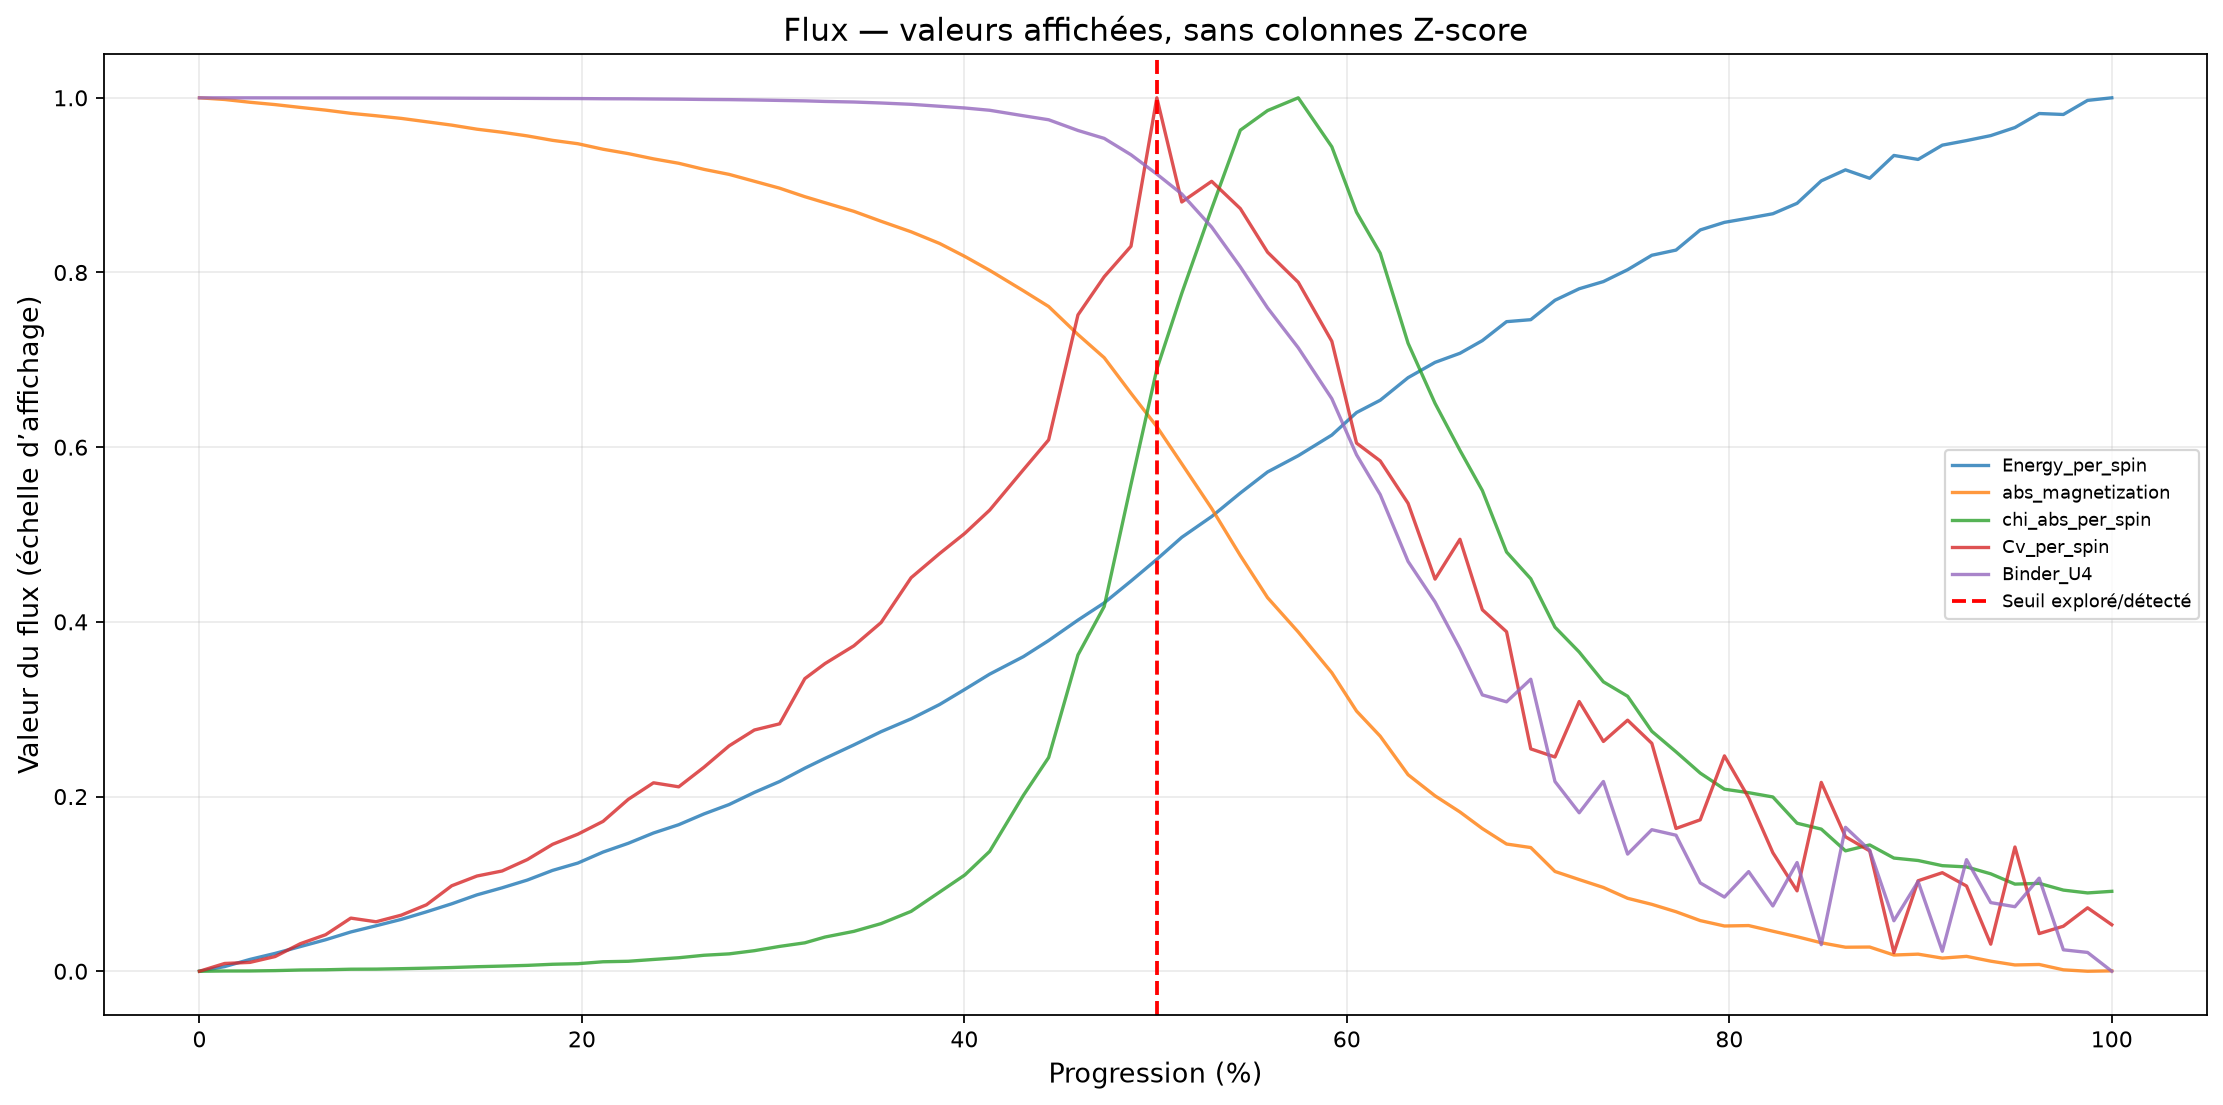 Flux — valeurs affichées, sans colonnes Z-score
Valeur du flux (échelle d’affichage)
1.0
0.8
0.6
0.4
0.2
0.0
Energy_per_spin
abs_magnetization
chi_abs_per_spin
Cv_per_spin
Binder_U4
Seuil exploré/détecté
0 20 40 60 80 100
Progression (%)